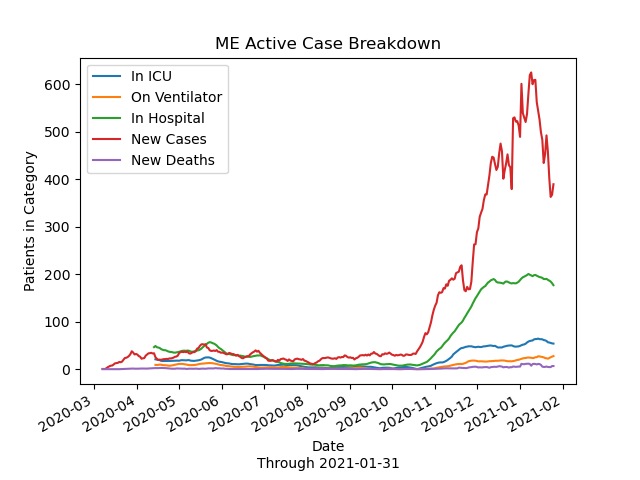 ME Active Case Breakdown
In ICU
On Ventilator
In Hospital
New Cases
New Deaths
Patients in Category
600
500
400
300
200
100
0
2020-03
2020-04
2020-05
2020-06
2020-07
2020-08
2020-09
2020-10
2020-11
2020-12
2021-01
2021-02
Date
Through 2021-01-31